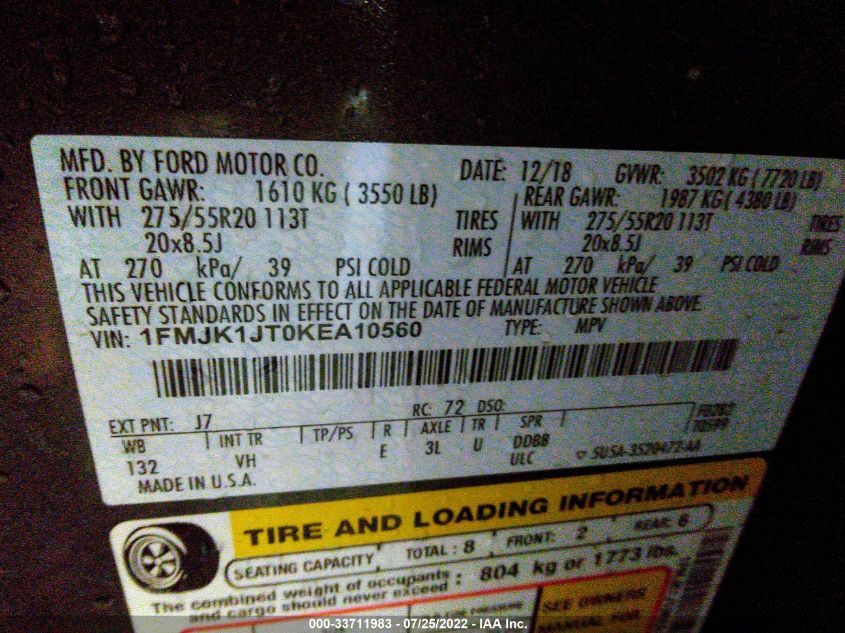 MFD. BY FORD MOTOR CO. DATE: 12/18 GVWR: 3502 KG ( 7720 LB)
FRONT GAWR: 1610 KG ( 3550 LB) REAR GAWR: 1987 KG( 4380 LB)
WITH 275/55R20 113T TIRES WITH 275/55R20 113T TIRES
20x8.5J RIMS 20x8.5J RIMS
AT 270 kPa/ 39 PSI COLD AT 270 kPa/ 39 PSI COLD
THIS VEHICLE CONFORMS TO ALL APPLICABLE FEDERAL MOTOR VEHICLE
SAFETY STANDARDS IN EFFECT ON THE DATE OF MANUFACTURE SHOWN ABOVE.
VIN: 1FMJK1JT0KEA10560 TYPE: MPV
EXT PNT: J7 RC: 72 DSO:
WB INT TR TP/PS R AXLE TR SPR
132 VH E 3L U DDBB
ULC
MADE IN U.S.A.
TIRE AND LOADING INFORMATION
SEATING CAPACITY TOTAL : 8 FRONT: 2 REAR: 6
The combined weight of occupants and cargo should never exceed : 804 kg or 1773 lbs.
SEE OWNERS
MANUAL FOR
000-33711983 - 07/25/2022 - IAA Inc.